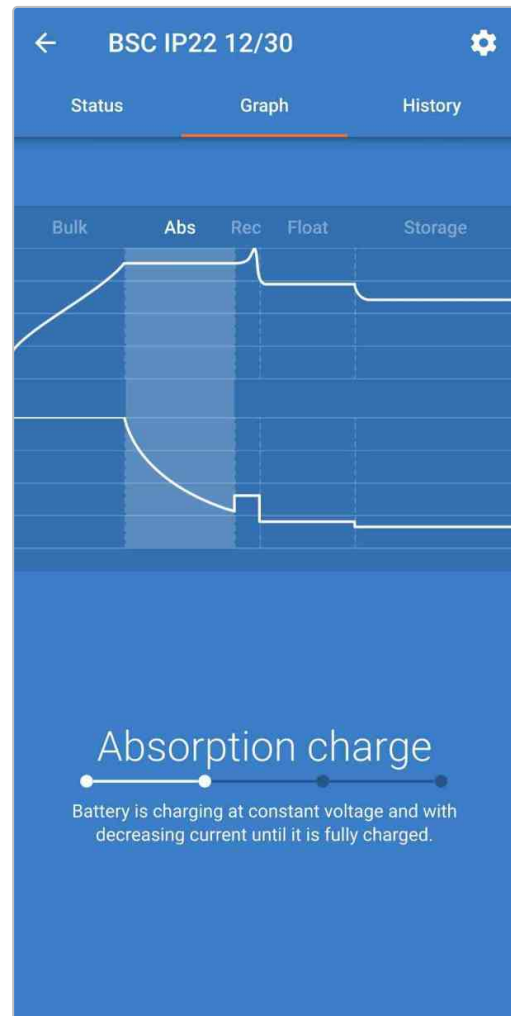 BSC IP22 12/30
Status Graph History
Bulk Abs Rec Float Storage
Absorption charge
Battery is charging at constant voltage and with
decreasing current until it is fully charged.